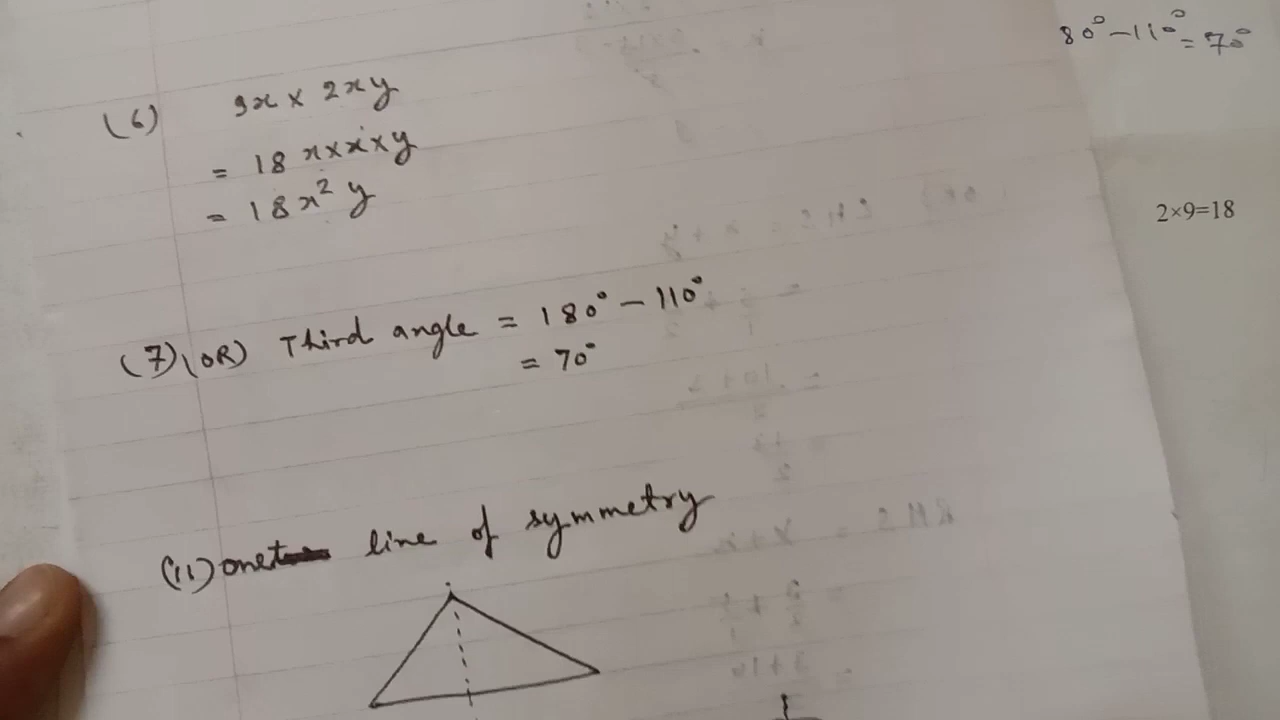 80°-110°=70°
(6) 9x × 2xy
= 18 x×x×y
= 18x² y
2×9=18
(7) (OR) Third angle = 180° - 110°
= 70°
(11) one line of symmetry